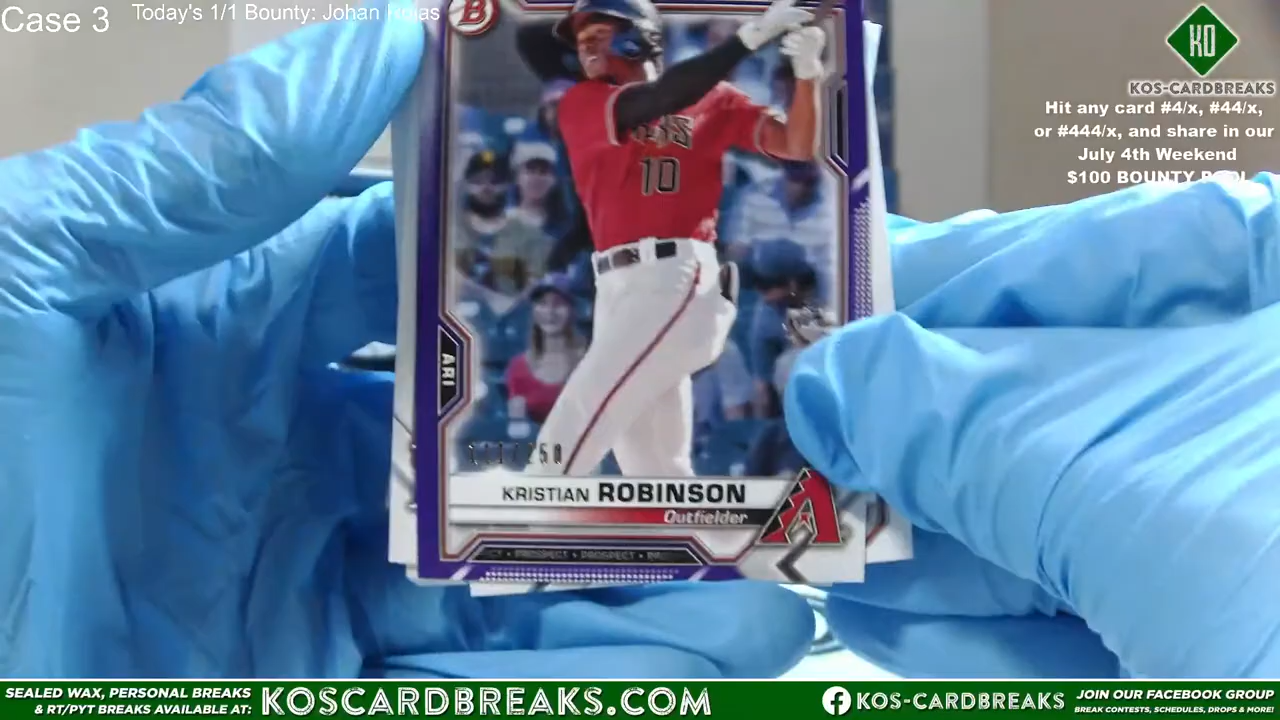 Case 3
Today's 1/1 Bounty: Johan Rojas
KO
KOS-CARDBREAKS
Hit any card #4/x, #44/x,
or #444/x, and share in our
July 4th Weekend
$100 BOUNTY POOL
B
10
ARI
/250
KRISTIAN ROBINSON
Outfielder
PROSPECT • PROSPECT
SEALED WAX, PERSONAL BREAKS
& RT/PYT BREAKS AVAILABLE AT:
KOSCARDBREAKS.COM
KOS-CARDBREAKS
JOIN OUR FACEBOOK GROUP
BREAK CONTESTS, SCHEDULES, DROPS & MORE!